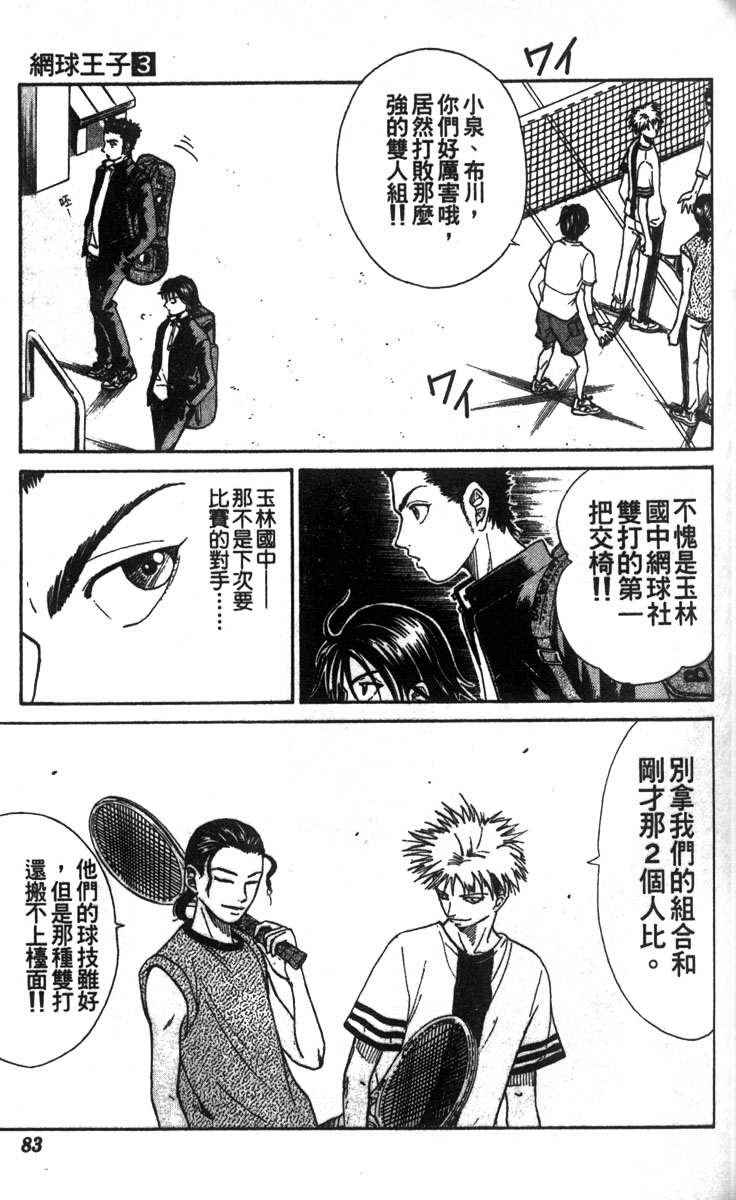 網球王子3
ワイ
小泉、布川，
你們好厲害哦，
居然打敗那麼
強的雙人組!!
呸！
ワイ
不愧是玉林
國中網球社
雙打的第一
把交椅!!
玉林國中──
那不是下次要
比賽的對手……
別拿我們的組合和
剛才那2個人比。
他們的球技雖好
，但是那種雙打
還搬不上檯面!!
83